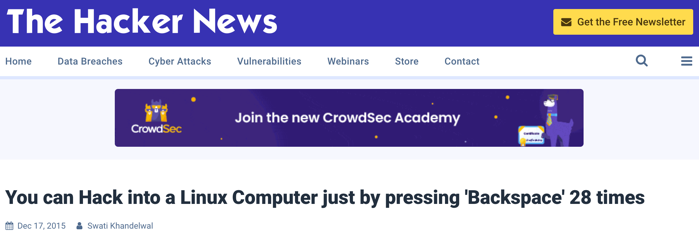 The Hacker News
Get the Free Newsletter
Home Data Breaches Cyber Attacks Vulnerabilities Webinars Store Contact
CrowdSec
Join the new CrowdSec Academy
You can Hack into a Linux Computer just by pressing 'Backspace' 28 times
Dec 17, 2015 Swati Khandelwal